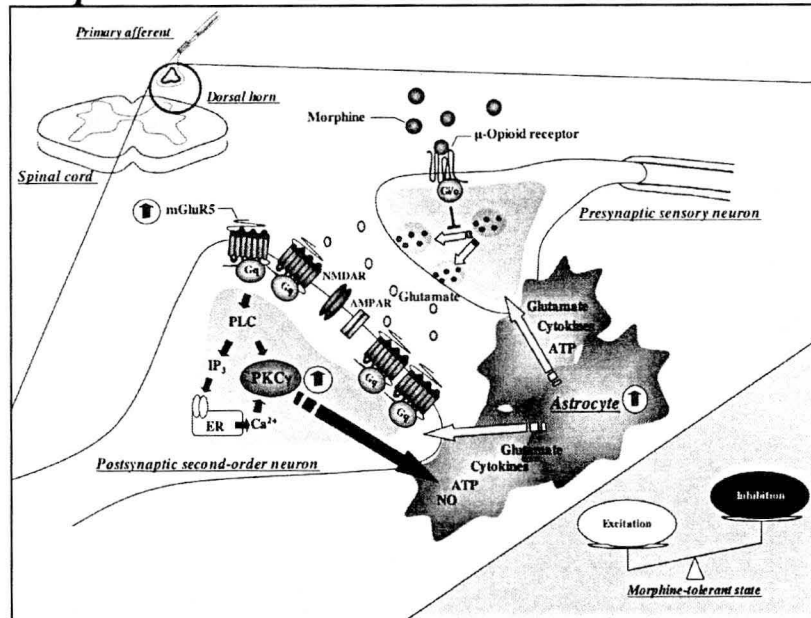 Primary afferent
Dorsal horn
Spinal cord
Morphine
μ-Opioid receptor
Gi/o
Presynaptic sensory neuron
mGluR5
Gq
Gq
NMDAR
AMPAR
Glutamate
Gq
Gq
PLC
IP3
PKCγ
ER
Ca2+
Postsynaptic second-order neuron
Glutamate
Cytokines
ATP
Astrocyte
Glutamate
Cytokines
ATP
NO
Excitation
Inhibition
Morphine-tolerant state